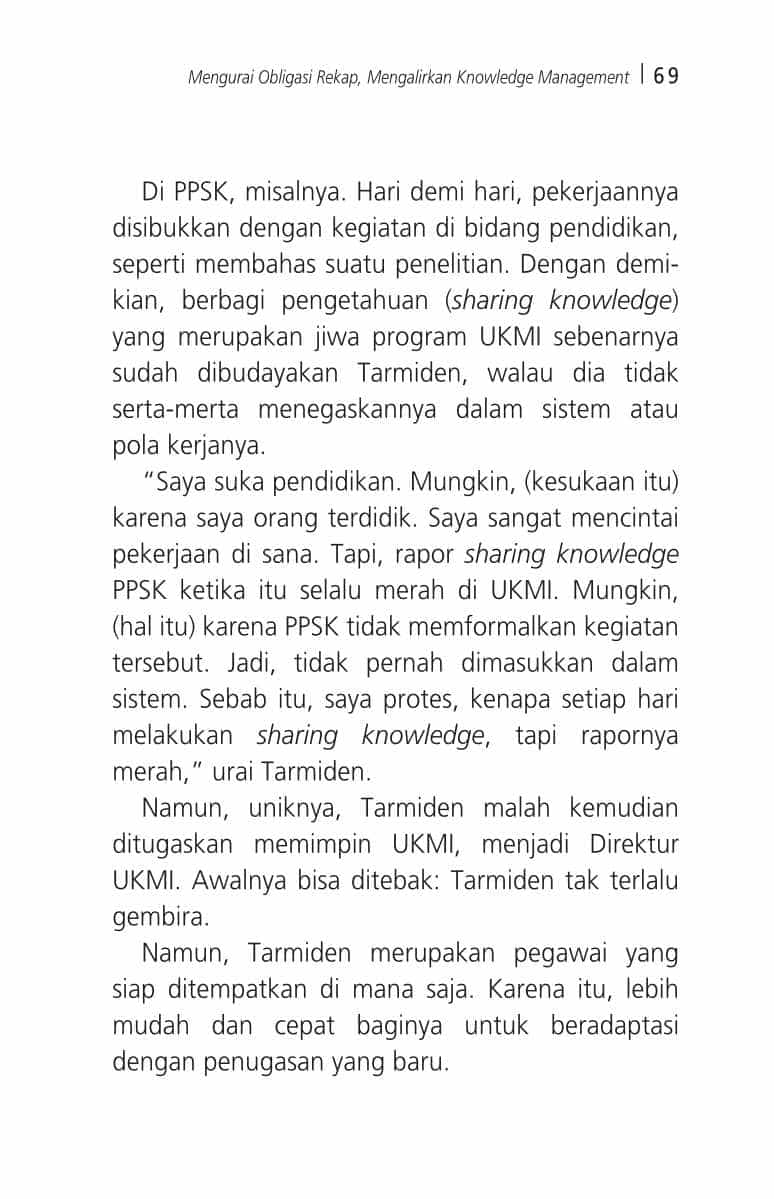 Mengurai Obligasi Rekap, Mengalirkan Knowledge Management | 69
Di PPSK, misalnya. Hari demi hari, pekerjaannya
disibukkan dengan kegiatan di bidang pendidikan,
seperti membahas suatu penelitian. Dengan demi-
kian, berbagi pengetahuan (sharing knowledge)
yang merupakan jiwa program UKMI sebenarnya
sudah dibudayakan Tarmiden, walau dia tidak
serta-merta menegaskannya dalam sistem atau
pola kerjanya.
“Saya suka pendidikan. Mungkin, (kesukaan itu)
karena saya orang terdidik. Saya sangat mencintai
pekerjaan di sana. Tapi, rapor sharing knowledge
PPSK ketika itu selalu merah di UKMI. Mungkin,
(hal itu) karena PPSK tidak memformalkan kegiatan
tersebut. Jadi, tidak pernah dimasukkan dalam
sistem. Sebab itu, saya protes, kenapa setiap hari
melakukan sharing knowledge, tapi rapornya
merah,” urai Tarmiden.
Namun, uniknya, Tarmiden malah kemudian
ditugaskan memimpin UKMI, menjadi Direktur
UKMI. Awalnya bisa ditebak: Tarmiden tak terlalu
gembira.
Namun, Tarmiden merupakan pegawai yang
siap ditempatkan di mana saja. Karena itu, lebih
mudah dan cepat baginya untuk beradaptasi
dengan penugasan yang baru.